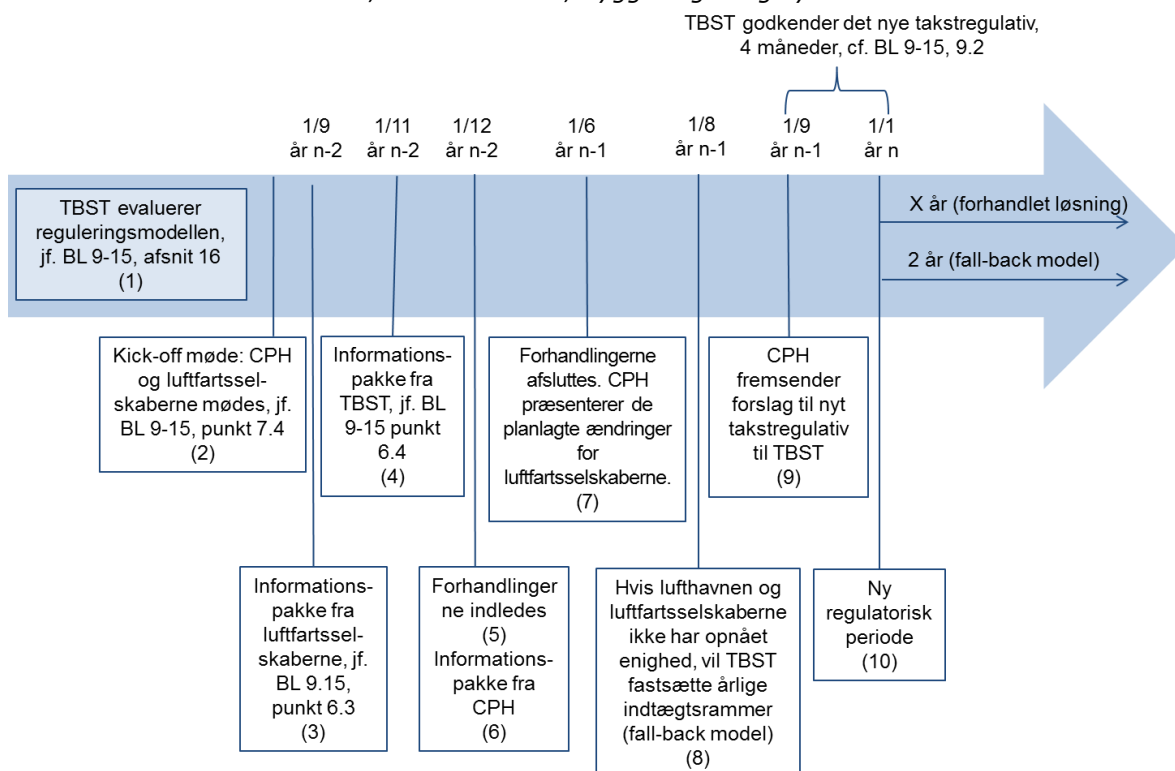 TBST godkender det nye takstregulativ,
4 måneder, cf. BL 9-15, 9.2
1/9
år n-2
1/11
år n-2
1/12
år n-2
1/6
år n-1
1/8
år n-1
1/9
år n-1
1/1
år n
TBST evaluerer
reguleringsmodellen,
jf. BL 9-15, afsnit 16
(1)
X år (forhandlet løsning)
2 år (fall-back model)
Kick-off møde: CPH
og luftfartssel-
skaberne mødes, jf.
BL 9-15, punkt 7.4
(2)
Informations-
pakke fra
TBST, jf. BL
9-15 punkt
6.4
(4)
Forhandlingerne
afsluttes. CPH
præsenterer de
planlagte ændringer
for
luftfartsselskaberne.
(7)
CPH
fremsender
forslag til nyt
takstregulativ
til TBST
(9)
Informations-
pakke fra
luftfartssel-
skaberne, jf.
BL 9.15,
punkt 6.3
(3)
Forhandlinger
ne indledes
(5)
Informations-
pakke fra
CPH
(6)
Hvis lufthavnen og
luftfartsselskaberne
ikke har opnået
enighed, vil TBST
fastsætte årlige
indtægtsrammer
(fall-back model)
(8)
Ny
regulatorisk
periode
(10)